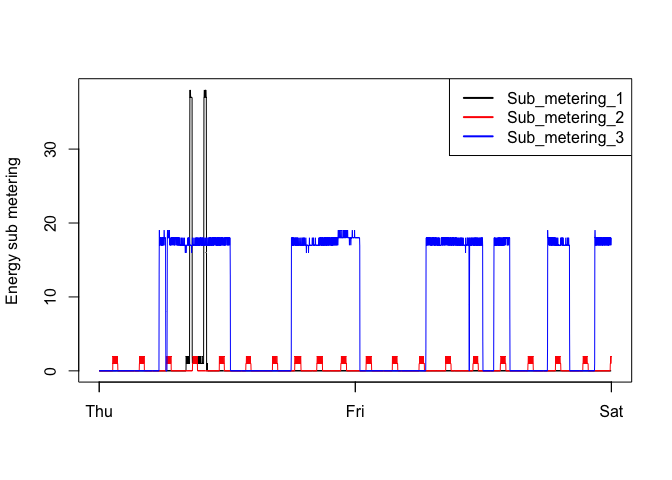 Sub_metering_1
Sub_metering_2
Sub_metering_3
Energy sub metering
30
20
10
0
Thu Fri Sat